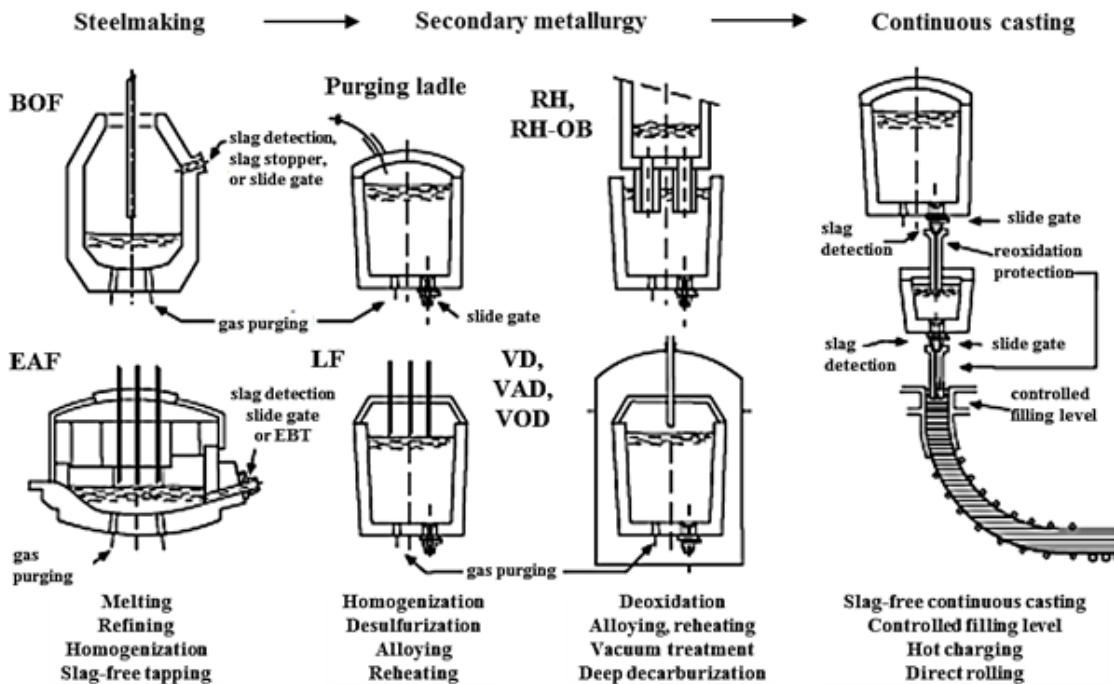 Steelmaking
Secondary metallurgy
Continuous casting
BOF
slag detection,
slag stopper,
or slide gate
Purging ladle
RH,
RH-OB
gas purging
slide gate
slag
detection
slide gate
reoxidation
protection
slag
detection
slide gate
controlled
filling level
EAF
slag detection
slide gate
or EBT
gas
purging
LF
VD,
VAD,
VOD
gas purging
Melting
Refining
Homogenization
Slag-free tapping
Homogenization
Desulfurization
Alloying
Reheating
Deoxidation
Alloying, reheating
Vacuum treatment
Deep decarburization
Slag-free continuous casting
Controlled filling level
Hot charging
Direct rolling